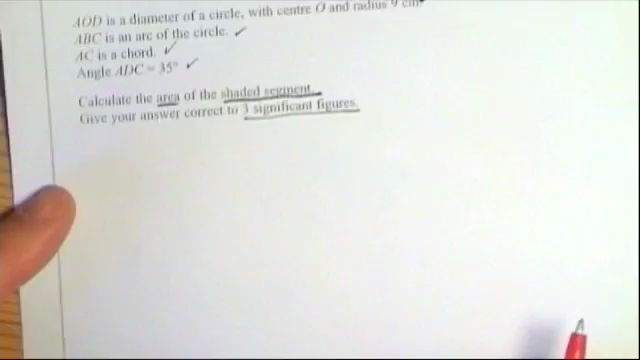 AOD is a diameter of a circle, with centre O and radius 9 cm
ABC is an arc of the circle.
AC is a chord.
Angle ADC = 35°
Calculate the area of the shaded segment.
Give your answer correct to 3 significant figures.